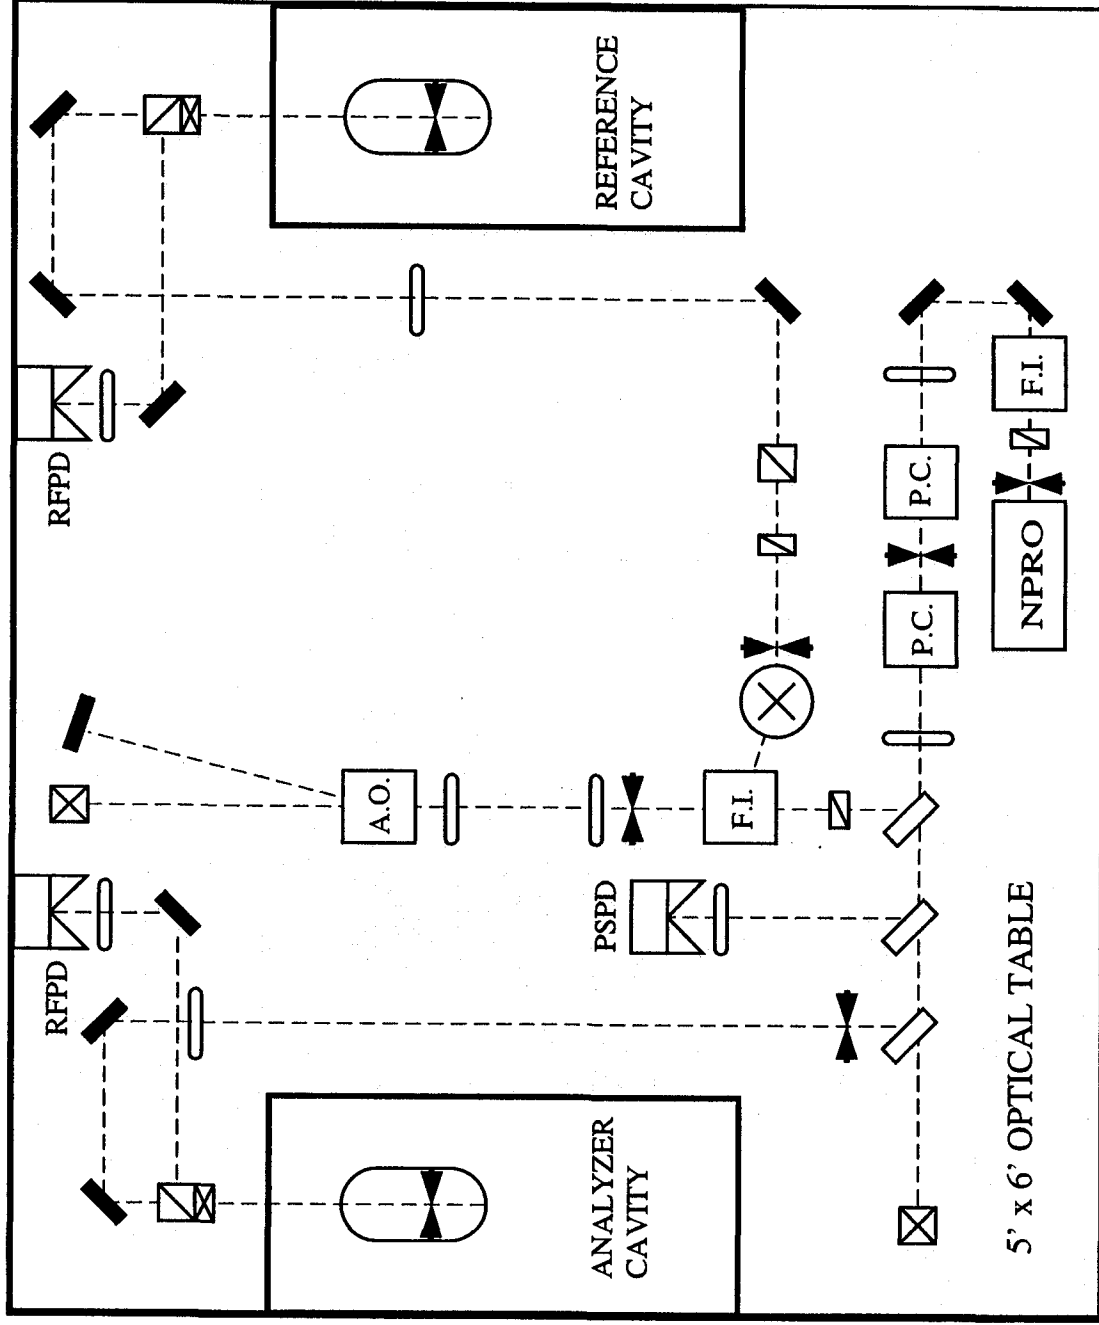 REFERENCE
CAVITY
RFPD
F.I.
P.C.
NPRO
P.C.
A.O.
F.I.
PSPD
RFPD
ANALYZER
CAVITY
5' x 6' OPTICAL TABLE